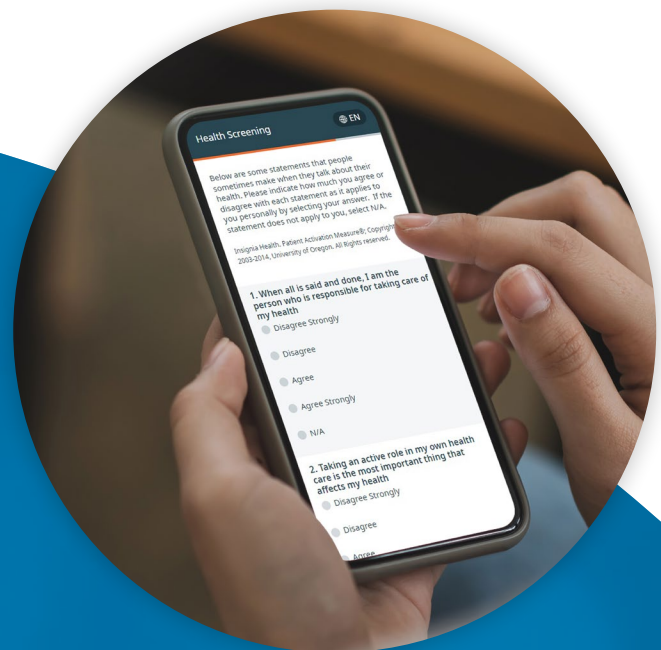 Health Screening
EN
Below are some statements that people
sometimes make when they talk about their
health. Please indicate how much you agree or
disagree with each statement as it applies to
you personally by selecting your answer. If the
statement does not apply to you, select N/A.
Insignia Health. Patient Activation Measure®; Copyright
2003-2014, University of Oregon. All Rights reserved.
1. When all is said and done, I am the
person who is responsible for taking care of
my health
Disagree Strongly
Disagree
Agree
Agree Strongly
N/A
2. Taking an active role in my own health
care is the most important thing that
affects my health
Disagree Strongly
Disagree
Agree